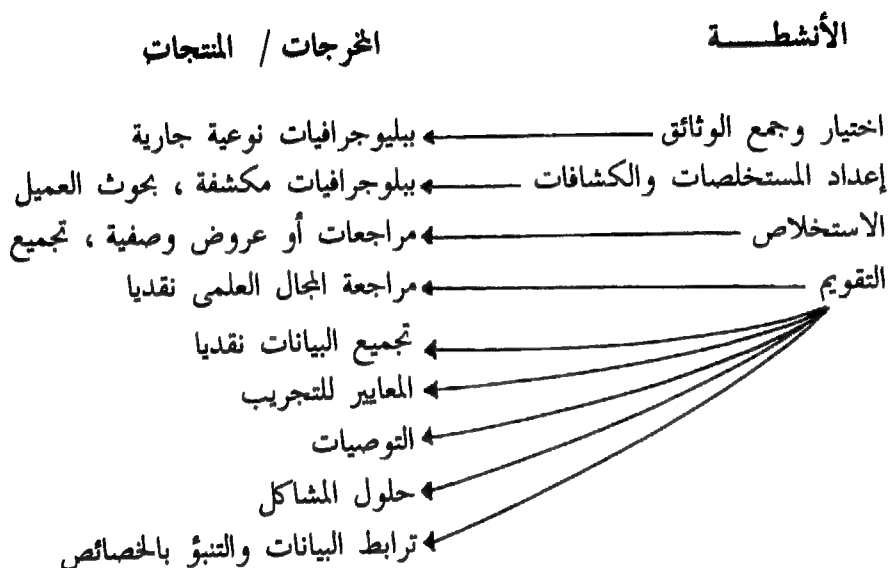 الأنشطة المخرجات / المنتجات
اختيار وجمع الوثائق ببليوجرافيات نوعية جارية
إعداد المستخلصات والكشافات ببلوجرافيات مكشفة ، بحوث العميل
الاستخلاص مراجعات أو عروض وصفية ، تجميع
التقويم مراجعة المجال العلمى نقديا
تجميع البيانات نقديا
المعايير للتجريب
التوصيات
حلول المشاكل
ترابط البيانات والتنبؤ بالخصائص